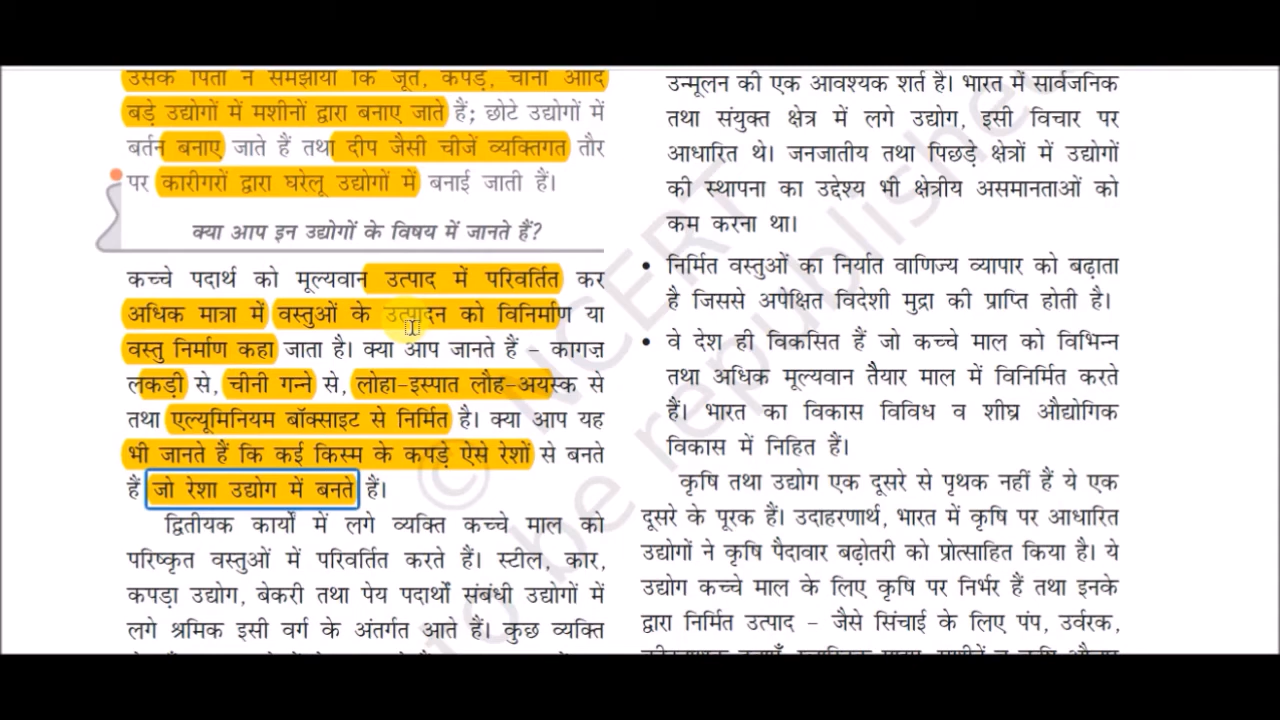 उसके पिता ने समझाया कि जूते, कपड़े, चीनी आदि
बड़े उद्योगों में मशीनों द्वारा बनाए जाते हैं; छोटे उद्योगों में
बर्तन बनाए जाते हैं तथा दीप जैसी चीजें व्यक्तिगत तौर
पर कारीगरों द्वारा घरेलू उद्योगों में बनाई जाती हैं।
क्या आप इन उद्योगों के विषय में जानते हैं?
कच्चे पदार्थ को मूल्यवान उत्पाद में परिवर्तित कर
अधिक मात्रा में वस्तुओं के उत्पादन को विनिर्माण या
वस्तु निर्माण कहा जाता है। क्या आप जानते हैं – कागज़
लकड़ी से, चीनी गन्ने से, लोहा-इस्पात लौह-अयस्क से
तथा एल्यूमिनियम बॉक्साइट से निर्मित है। क्या आप यह
भी जानते हैं कि कई किस्म के कपड़े ऐसे रेशों से बनते
हैं जो रेशा उद्योग में बनते हैं।
द्वितीयक कार्यों में लगे व्यक्ति कच्चे माल को
परिष्कृत वस्तुओं में परिवर्तित करते हैं। स्टील, कार,
कपड़ा उद्योग, बेकरी तथा पेय पदार्थों संबंधी उद्योगों में
लगे श्रमिक इसी वर्ग के अंतर्गत आते हैं। कुछ व्यक्ति
उन्मूलन की एक आवश्यक शर्त है। भारत में सार्वजनिक
तथा संयुक्त क्षेत्र में लगे उद्योग, इसी विचार पर
आधारित थे। जनजातीय तथा पिछड़े क्षेत्रों में उद्योगों
की स्थापना का उद्देश्य भी क्षेत्रीय असमानताओं को
कम करना था।
• निर्मित वस्तुओं का निर्यात वाणिज्य व्यापार को बढ़ाता
है जिससे अपेक्षित विदेशी मुद्रा की प्राप्ति होती है।
• वे देश ही विकसित हैं जो कच्चे माल को विभिन्न
तथा अधिक मूल्यवान तैयार माल में विनिर्मित करते
हैं। भारत का विकास विविध व शीघ्र औद्योगिक
विकास में निहित हैं।
कृषि तथा उद्योग एक दूसरे से पृथक नहीं हैं ये एक
दूसरे के पूरक हैं। उदाहरणार्थ, भारत में कृषि पर आधारित
उद्योगों ने कृषि पैदावार बढ़ोतरी को प्रोत्साहित किया है। ये
उद्योग कच्चे माल के लिए कृषि पर निर्भर हैं तथा इनके
द्वारा निर्मित उत्पाद – जैसे सिंचाई के लिए पंप, उर्वरक,
© NCERT
to be republished